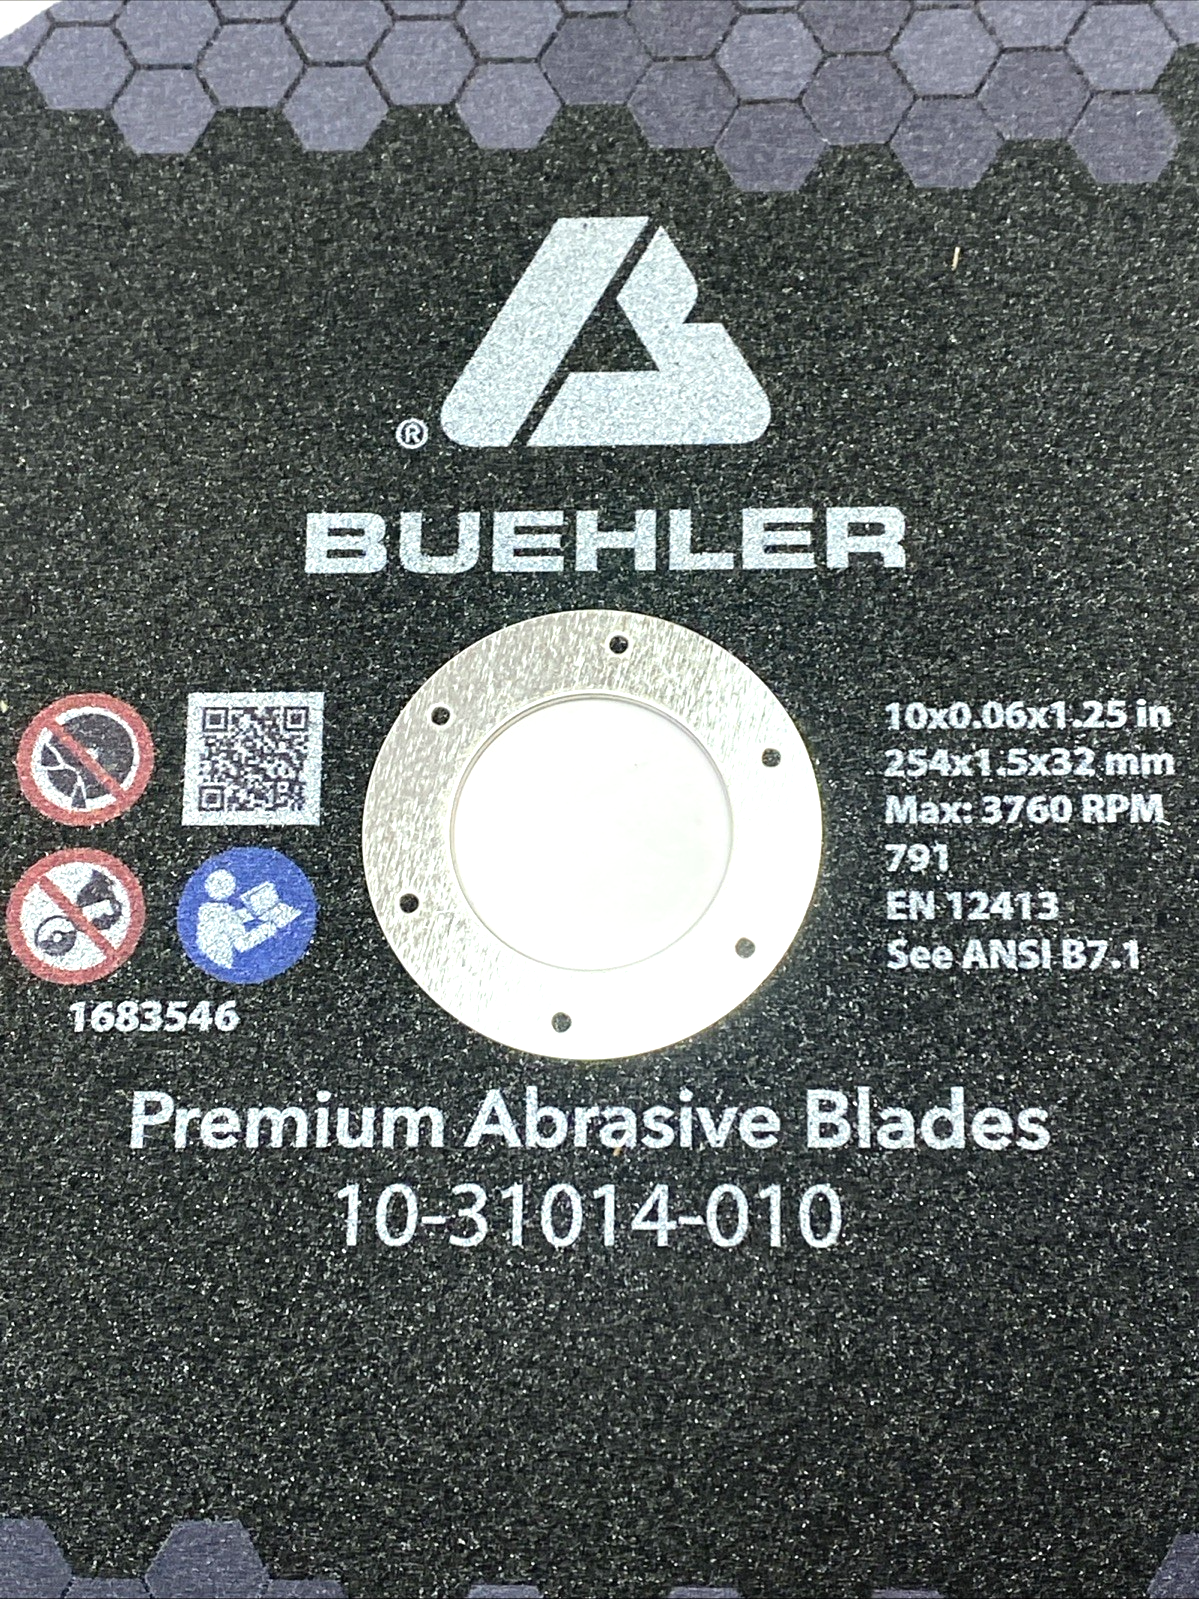 ®
BUEHLER
10x0.06x1.25 in
254x1.5x32 mm
Max: 3760 RPM
791
EN 12413
See ANSI B7.1
1683546
Premium Abrasive Blades
10-31014-010